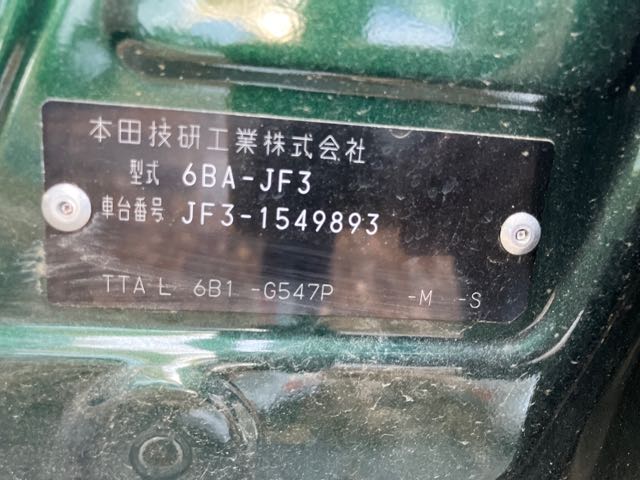 本田技研工業株式会社
型式 6BA-JF3
車台番号 JF3-1549893
TTA L 6B1 -G547P -M -S